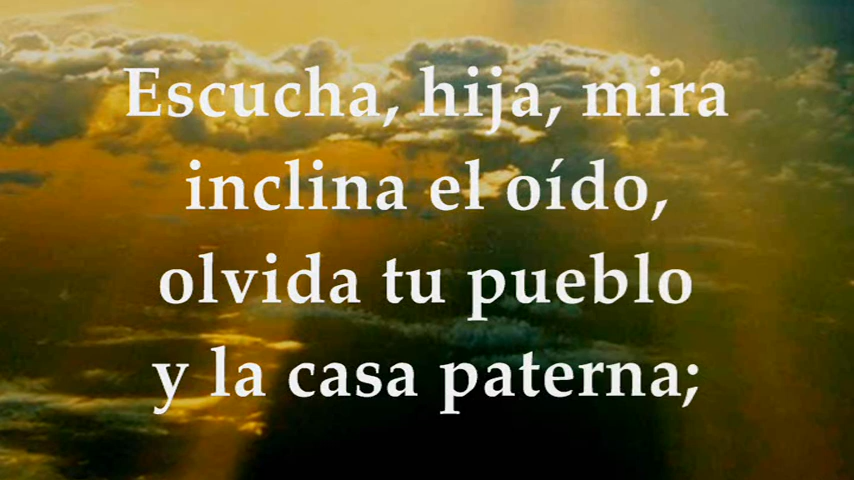 Escucha, hija, mira
inclina el oído,
olvida tu pueblo
y la casa paterna;